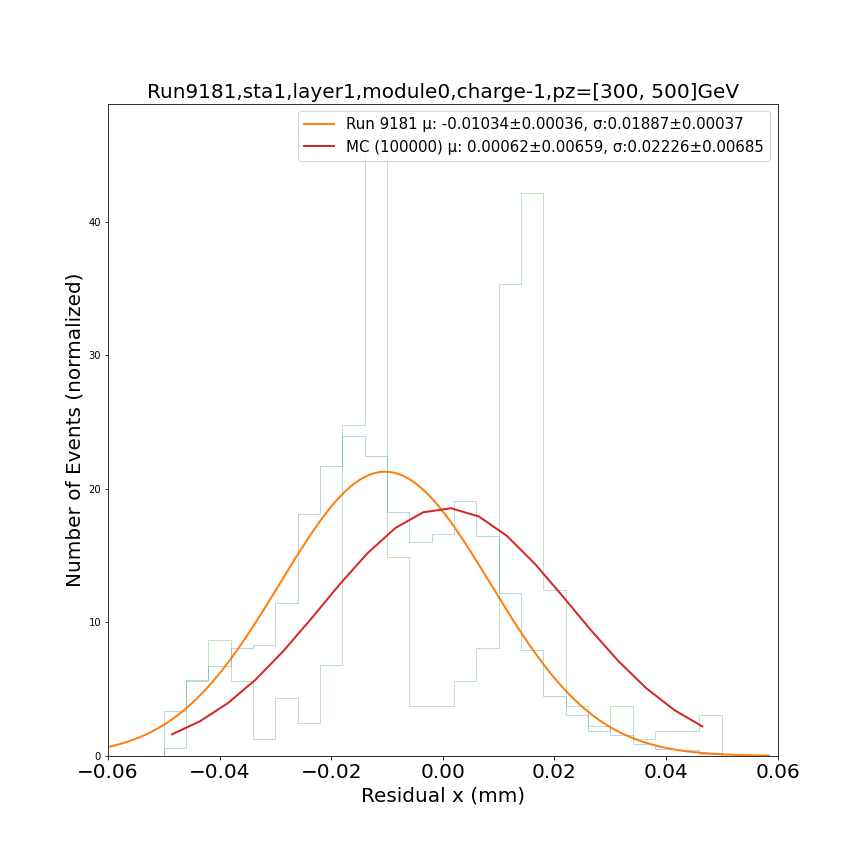 Run9181,sta1,layer1,module0,charge-1,pz=[300, 500]GeV
Run 9181 μ: -0.01034±0.00036, σ:0.01887±0.00037
MC (100000) μ: 0.00062±0.00659, σ:0.02226±0.00685
Number of Events (normalized)
40
30
20
10
0
−0.06 −0.04 −0.02 0.00 0.02 0.04 0.06
Residual x (mm)